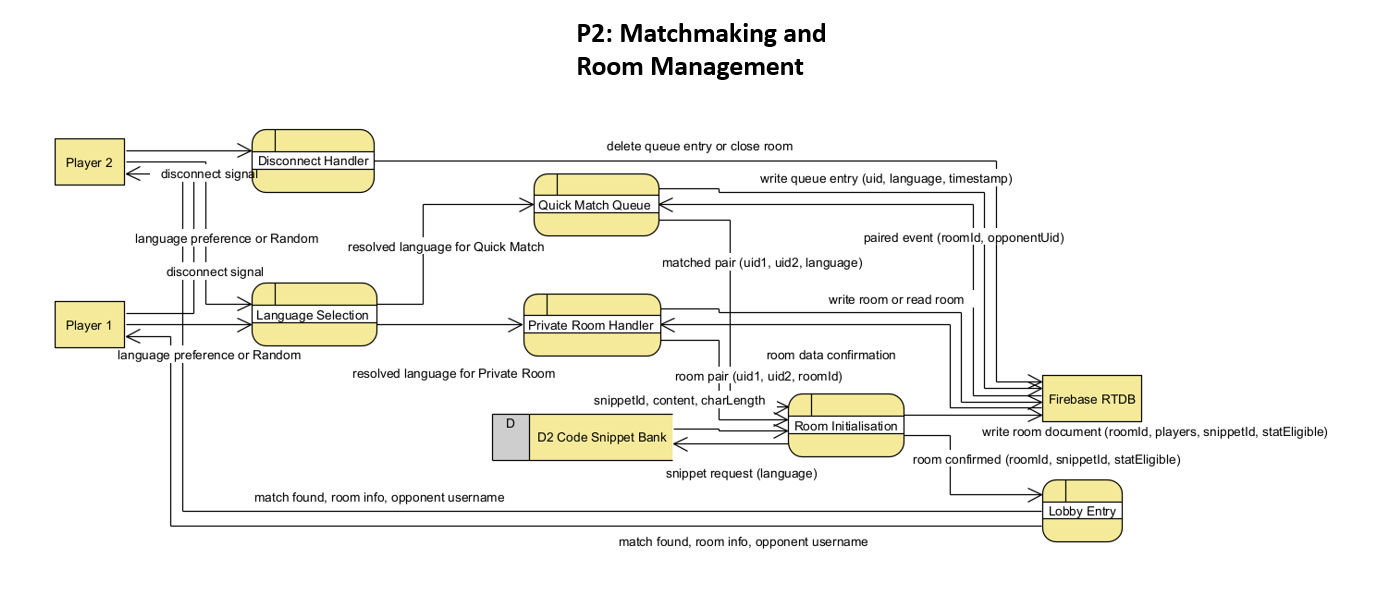 P2: Matchmaking and
Room Management
Player 2
Disconnect Handler
delete queue entry or close room
disconnect signal
write queue entry (uid, language, timestamp)
Quick Match Queue
language preference or Random
resolved language for Quick Match
paired event (roomId, opponentUid)
matched pair (uid1, uid2, language)
disconnect signal
write room or read room
Language Selection
Player 1
Private Room Handler
language preference or Random
room data confirmation
resolved language for Private Room
room pair (uid1, uid2, roomId)
snippetId, content, charLength
Firebase RTDB
D
D2 Code Snippet Bank
Room Initialisation
write room document (roomId, players, snippetId, statEligible)
room confirmed (roomId, snippetId, statEligible)
snippet request (language)
match found, room info, opponent username
Lobby Entry
match found, room info, opponent username